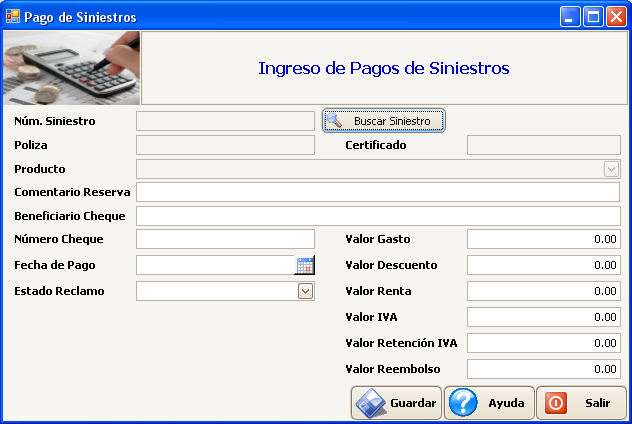 Pago de Siniestros
Ingreso de Pagos de Siniestros
Núm. Siniestro Buscar Siniestro
Poliza Certificado
Producto
Comentario Reserva
Beneficiario Cheque
Número Cheque Valor Gasto 0.00
Fecha de Pago Valor Descuento 0.00
Estado Reclamo Valor Renta 0.00
Valor IVA 0.00
Valor Retención IVA 0.00
Valor Reembolso 0.00
Guardar Ayuda Salir